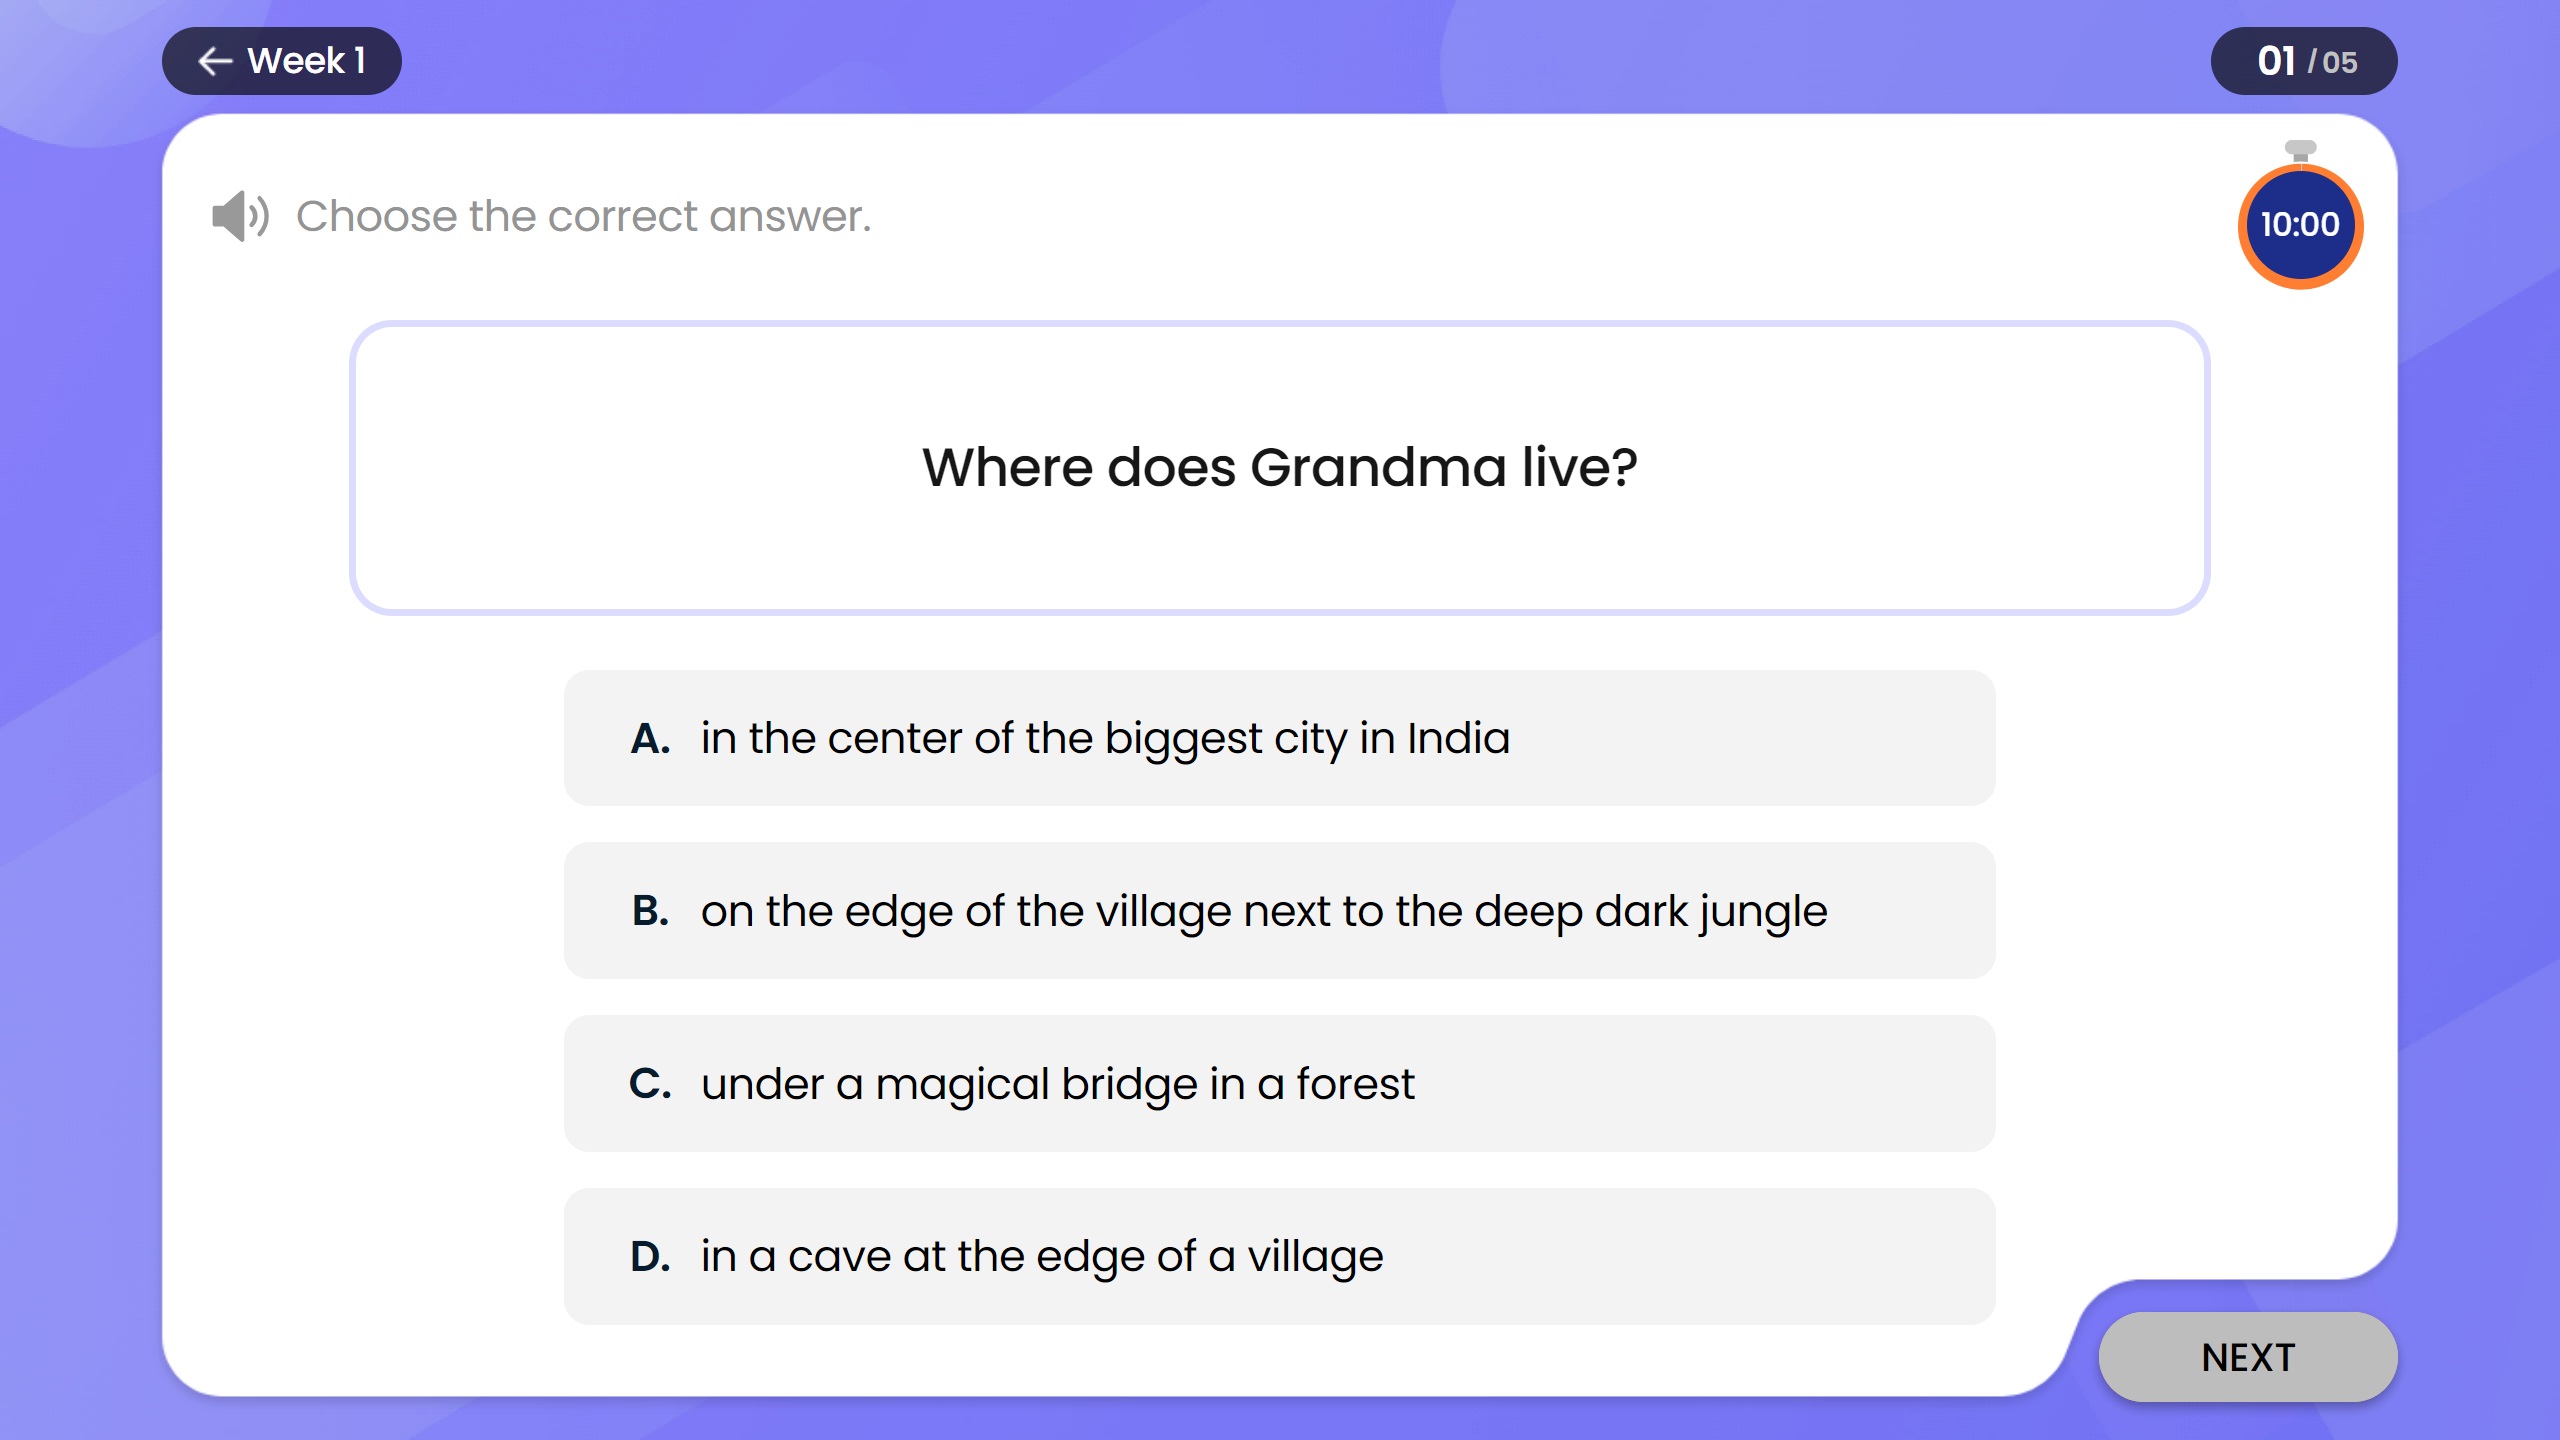 Week 1
01 / 05
Choose the correct answer.
10:00
Where does Grandma live?
A. in the center of the biggest city in India
B. on the edge of the village next to the deep dark jungle
C. under a magical bridge in a forest
D. in a cave at the edge of a village
NEXT